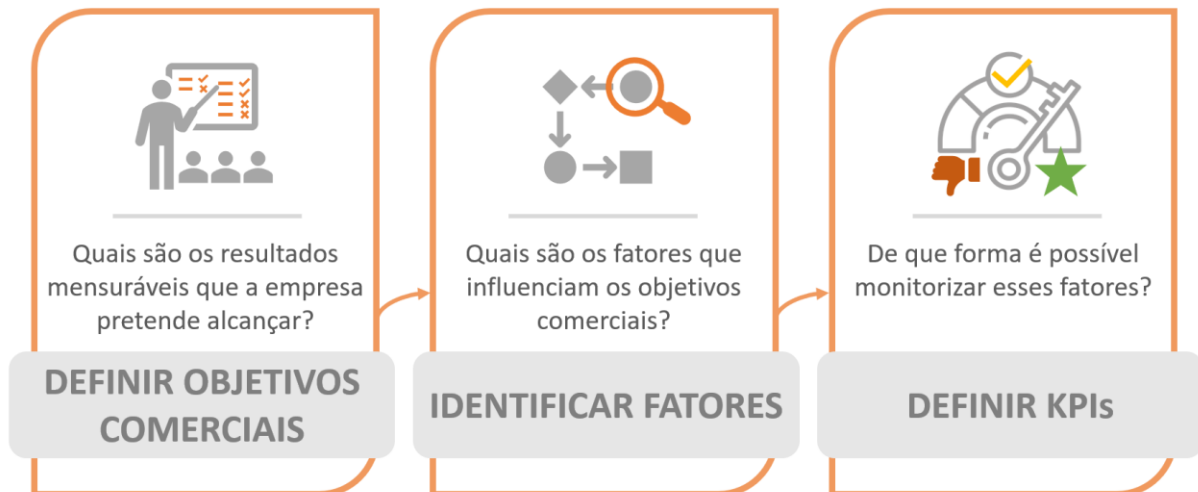 Quais são os resultados
mensuráveis que a empresa
pretende alcançar?
DEFINIR OBJETIVOS
COMERCIAIS
Quais são os fatores que
influenciam os objetivos
comerciais?
IDENTIFICAR FATORES
De que forma é possível
monitorizar esses fatores?
DEFINIR KPIs